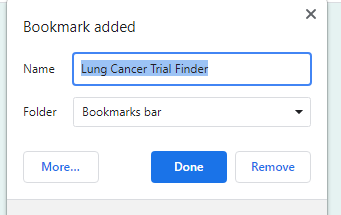 Bookmark added
Name Lung Cancer Trial Finder
Folder Bookmarks bar
More... Done Remove